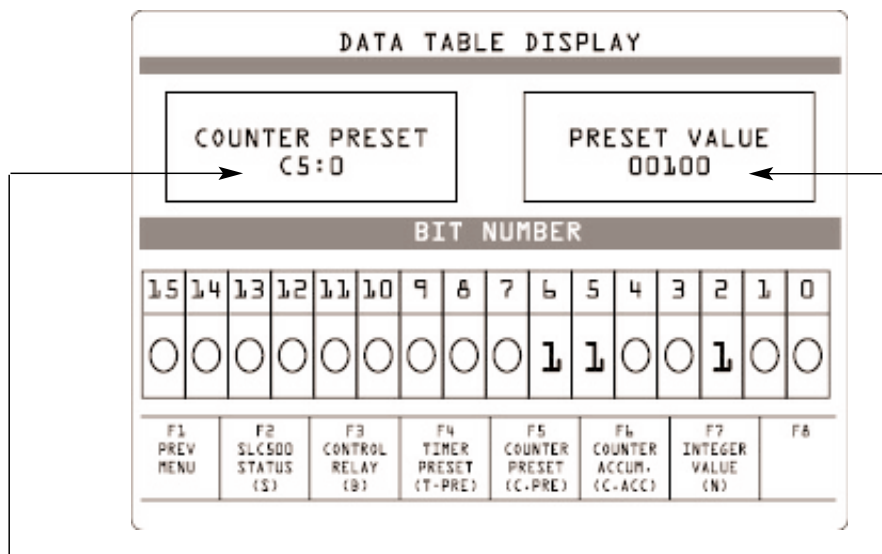 DATA TABLE DISPLAY
COUNTER PRESET
C5:0
PRESET VALUE
00100
BIT NUMBER
15 14 13 12 11 10 9 8 7 6 5 4 3 2 1 0
0 0 0 0 0 0 0 0 0 1 1 0 0 1 0 0
F1 F2 F3 F4 F5 F6 F7 F8
PREV SLC500 CONTROL TIMER COUNTER COUNTER INTEGER
MENU STATUS RELAY PRESET PRESET ACCUM. VALUE
(S) (B) (T-PRE) (C-PRE) (C-ACC) (N)